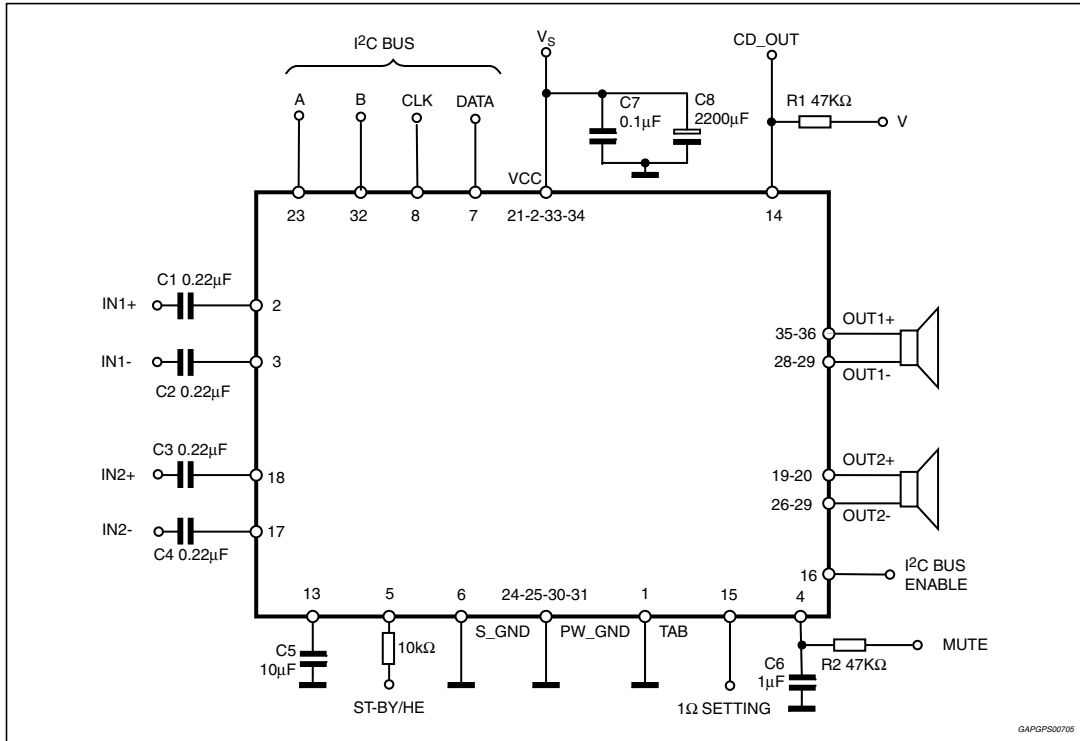 I²C BUS
V_S
CD_OUT
A
B
CLK
DATA
C7
0.1μF
C8
2200μF
R1 47KΩ
V
VCC
23
32
8
7
21-2-33-34
14
C1 0.22μF
IN1+
2
IN1-
3
C2 0.22μF
35-36
OUT1+
28-29
OUT1-
C3 0.22μF
IN2+
18
IN2-
17
C4 0.22μF
19-20
OUT2+
26-29
OUT2-
16
I²C BUS
ENABLE
13
5
6
24-25-30-31
1
15
4
S_GND
PW_GND
TAB
C5
10μF
10kΩ
ST-BY/HE
1Ω SETTING
C6
1μF
R2 47KΩ
MUTE
GAPGPS00705